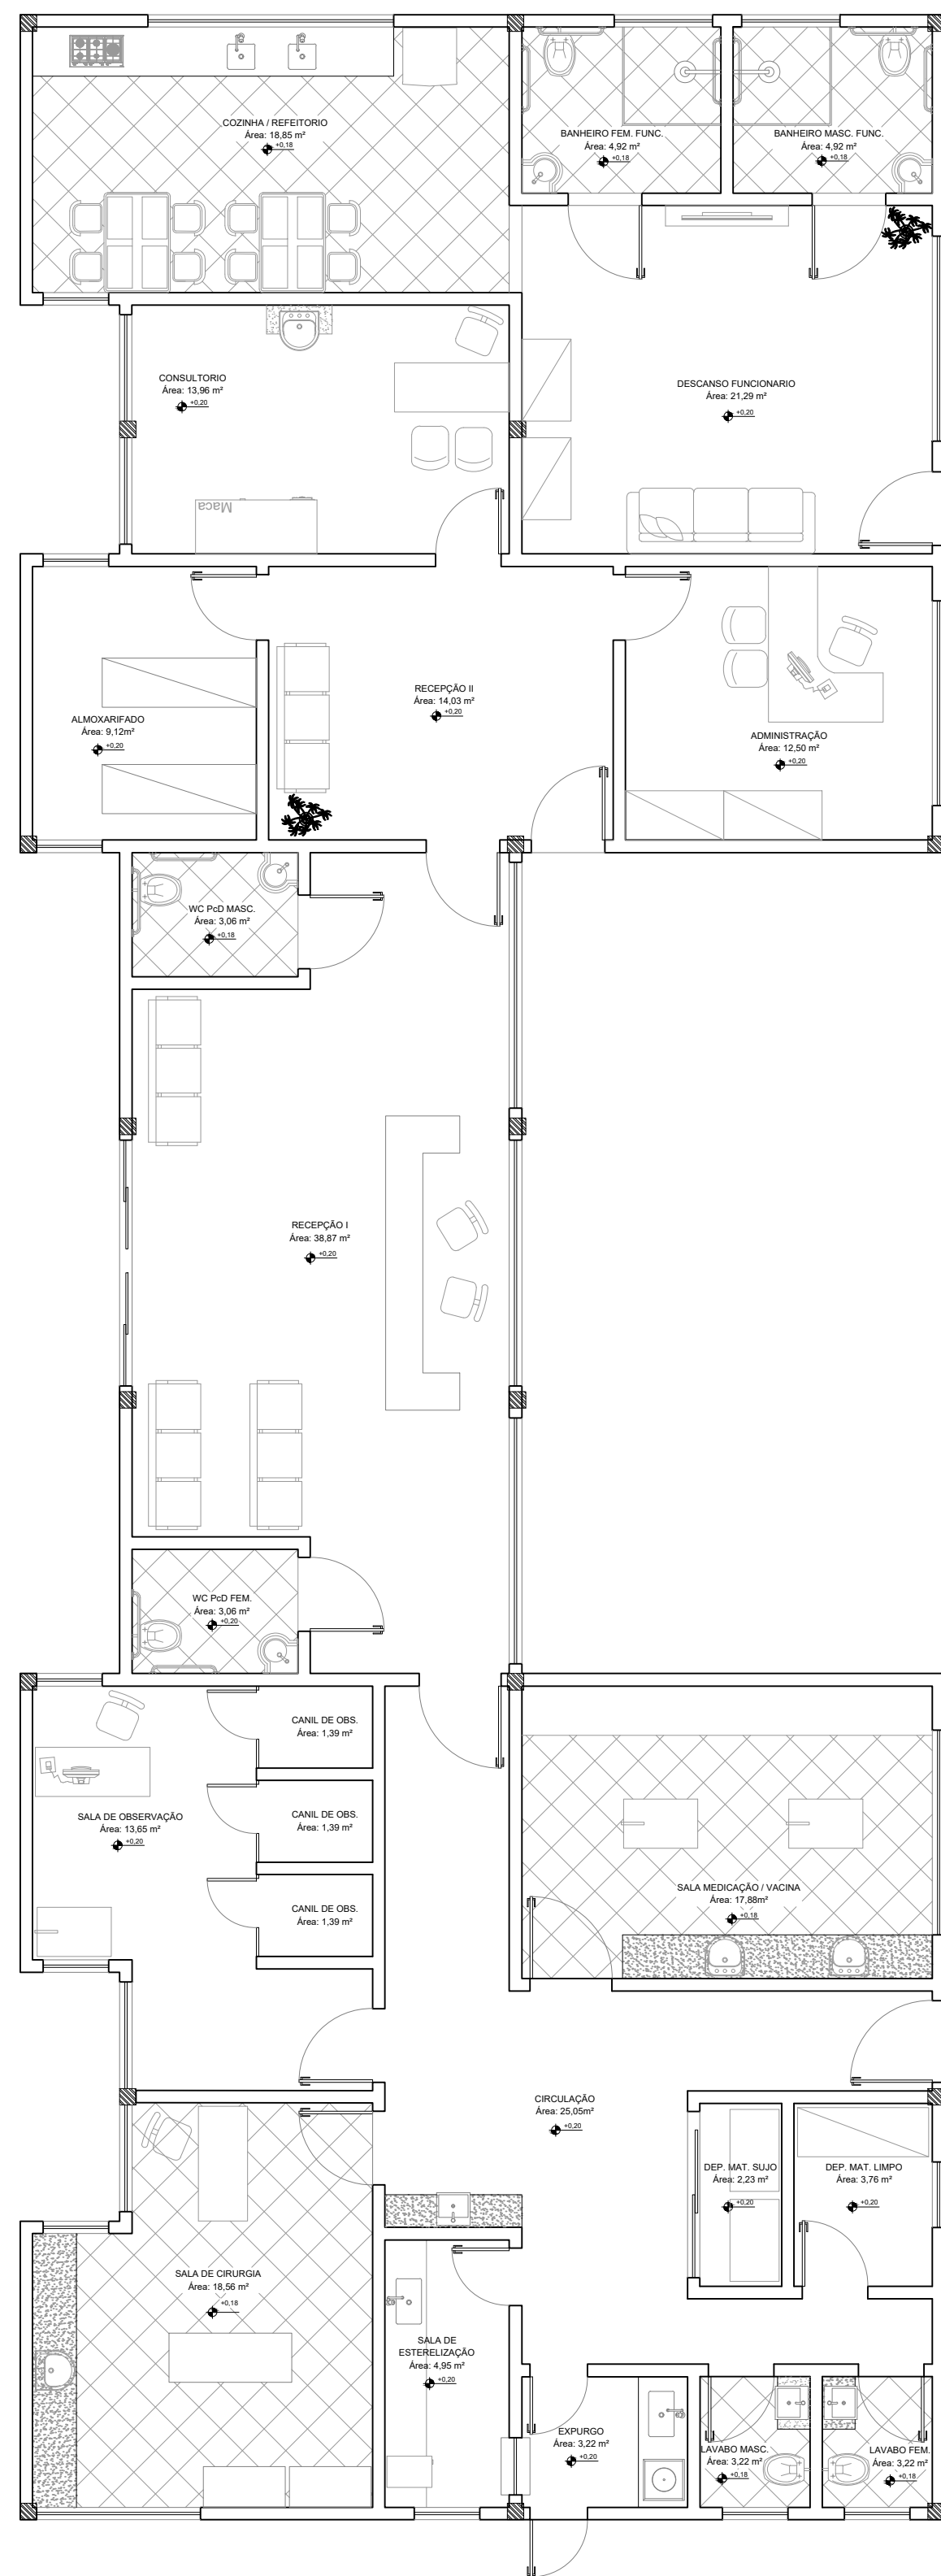 COZINHA / REFEITORIO
Área: 18,85 m²
+0,18
BANHEIRO FEM. FUNC.
Área: 4,92 m²
+0,18
BANHEIRO MASC. FUNC.
Área: 4,92 m²
+0,18
CONSULTORIO
Área: 13,96 m²
+0,20
DESCANSO FUNCIONARIO
Área: 21,29 m²
+0,20
Maca
RECEPÇÃO II
Área: 14,03 m²
+0,20
ALMOXARIFADO
Área: 9,12m²
+0,20
ADMINISTRAÇÃO
Área: 12,50 m²
+0,20
WC PcD MASC.
Área: 3,06 m²
+0,18
RECEPÇÃO I
Área: 38,87 m²
+0,20
WC PcD FEM.
Área: 3,06 m²
+0,20
CANIL DE OBS.
Área: 1,39 m²
CANIL DE OBS.
Área: 1,39 m²
SALA DE OBSERVAÇÃO
Área: 13,65 m²
+0,20
CANIL DE OBS.
Área: 1,39 m²
SALA MEDICAÇÃO / VACINA
Área: 17,88m²
+0,18
CIRCULAÇÃO
Área: 25,05m²
+0,20
DEP. MAT. SUJO
Área: 2,23 m²
+0,20
DEP. MAT. LIMPO
Área: 3,76 m²
+0,20
SALA DE CIRURGIA
Área: 18,56 m²
+0,18
SALA DE
ESTERELIZAÇÃO
Área: 4,95 m²
+0,20
EXPURGO
Área: 3,22 m²
+0,20
LAVABO MASC.
Área: 3,22 m²
+0,18
LAVABO FEM.
Área: 3,22 m²
+0,18